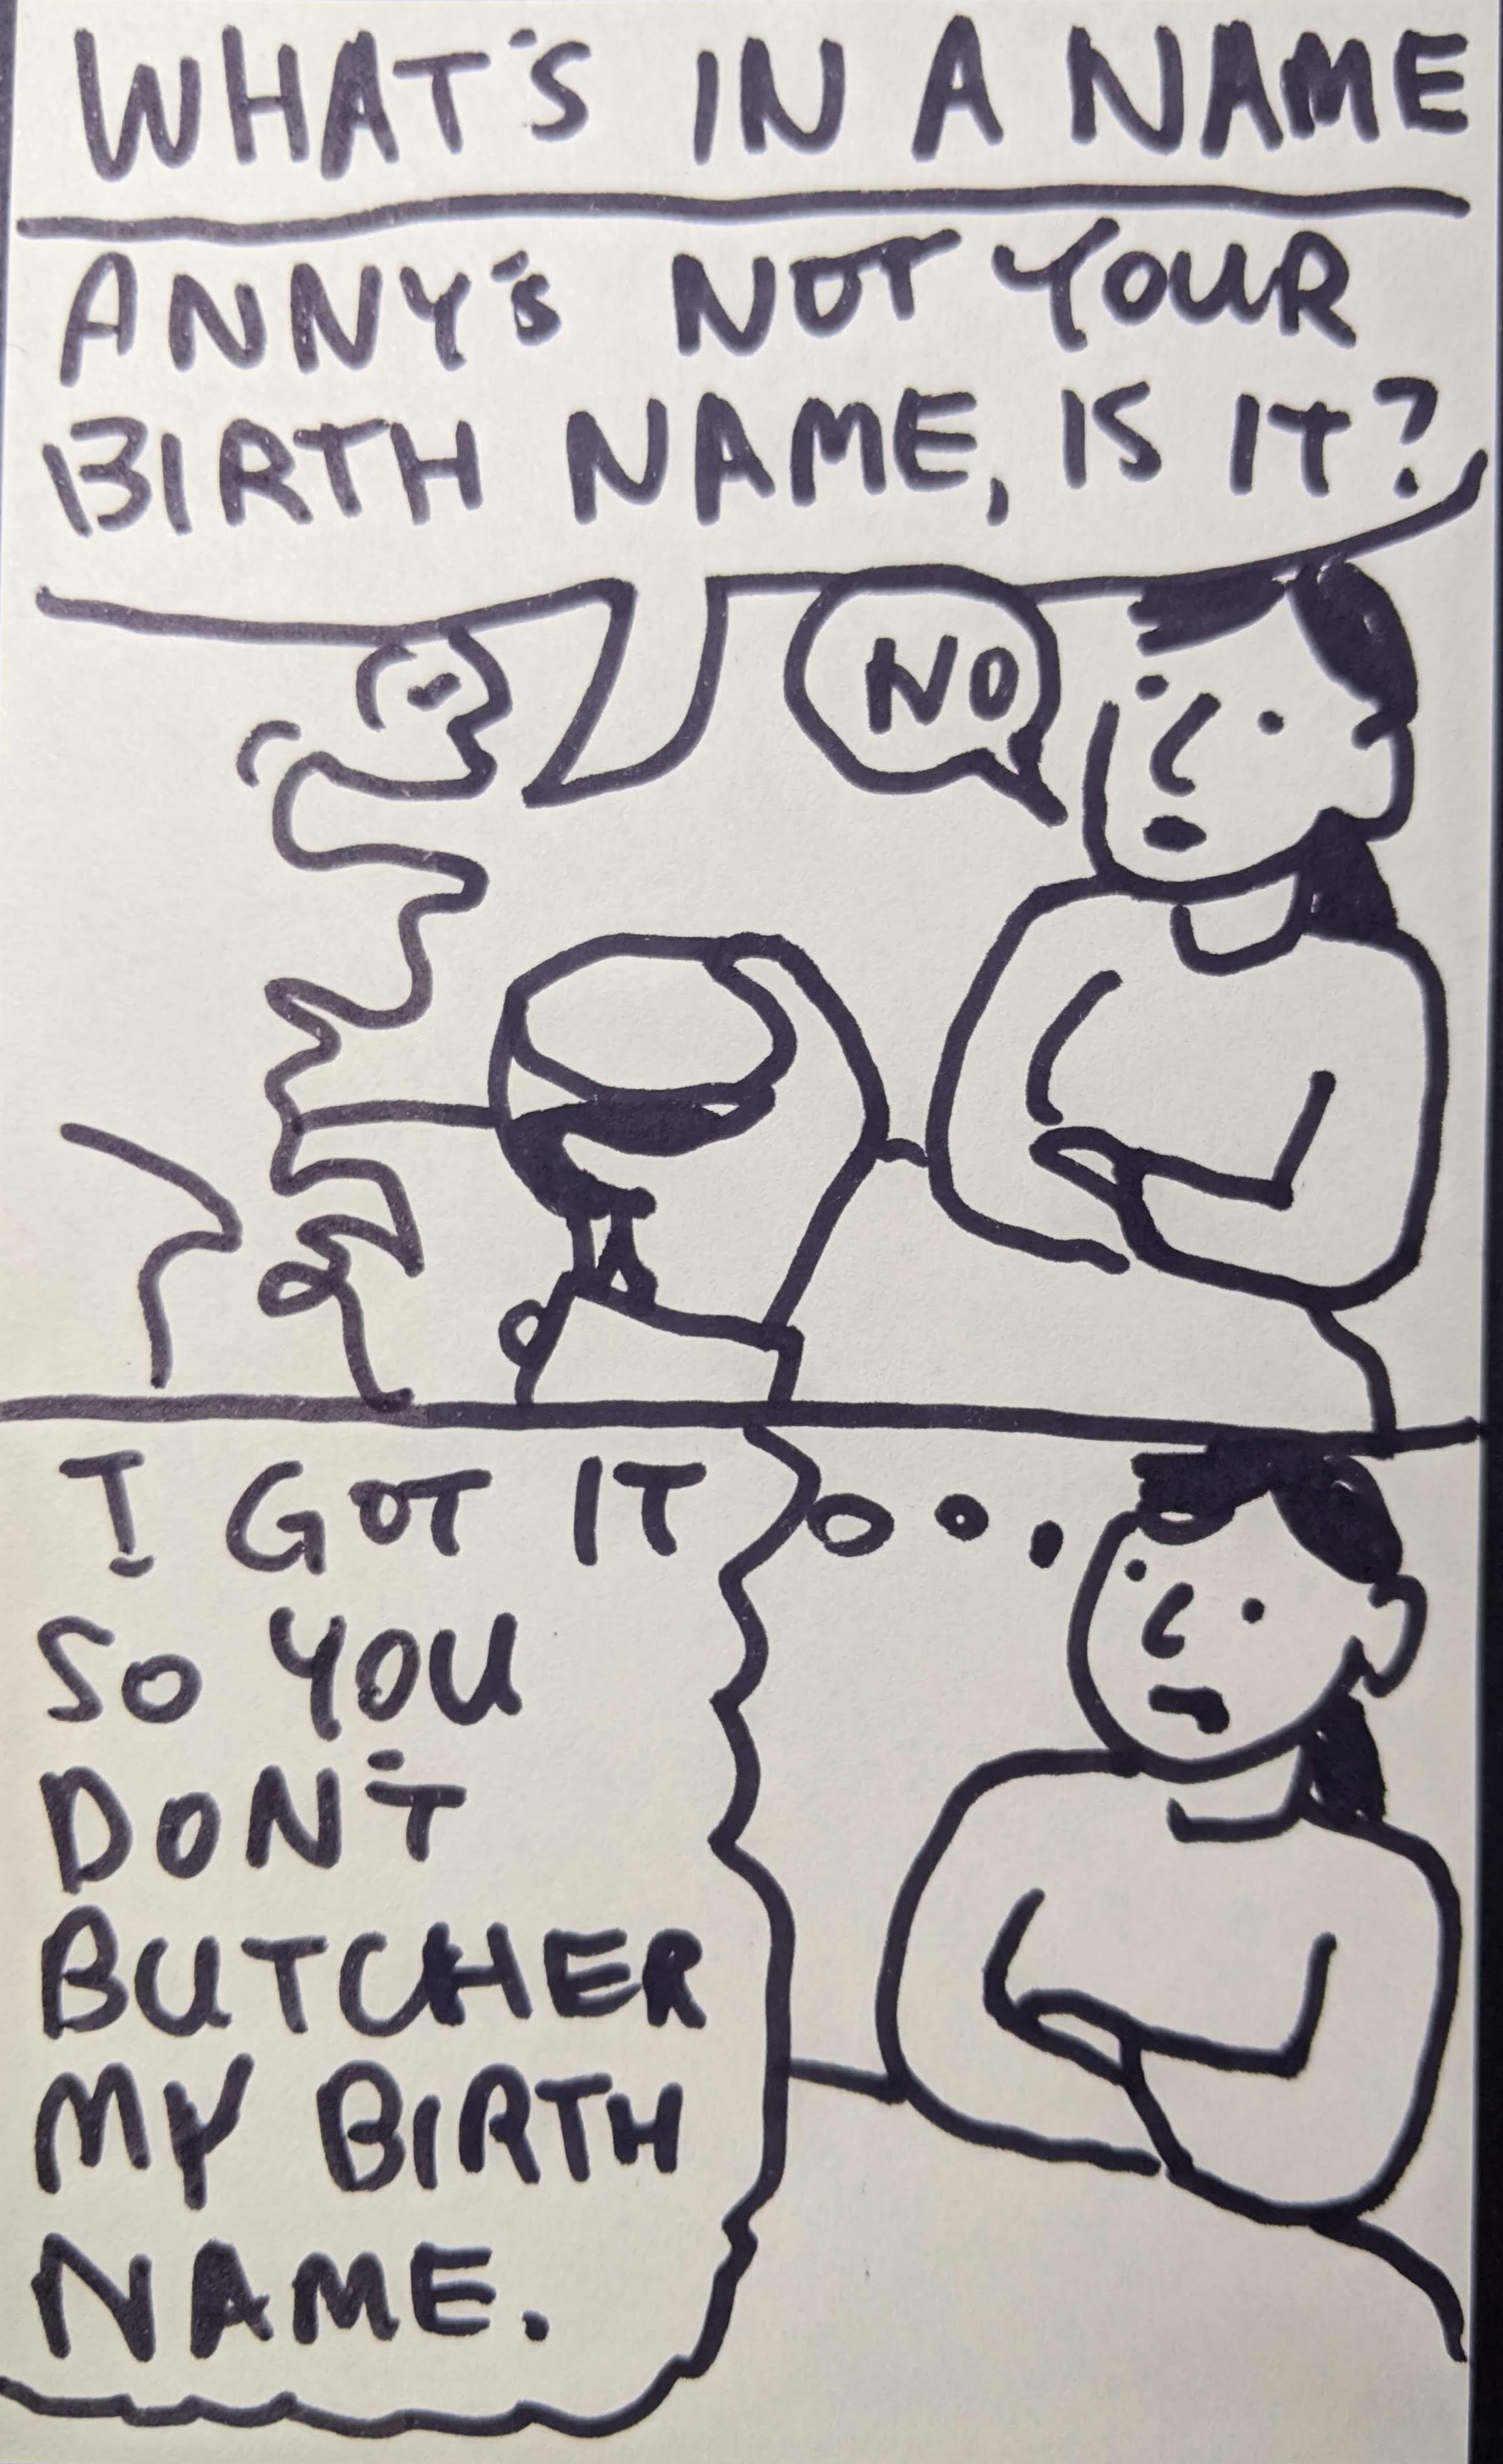 WHAT'S IN A NAME
ANNY'S NOT YOUR
BIRTH NAME, IS IT?
NO
I GOT IT
SO YOU
DON'T
BUTCHER
MY BIRTH
NAME.